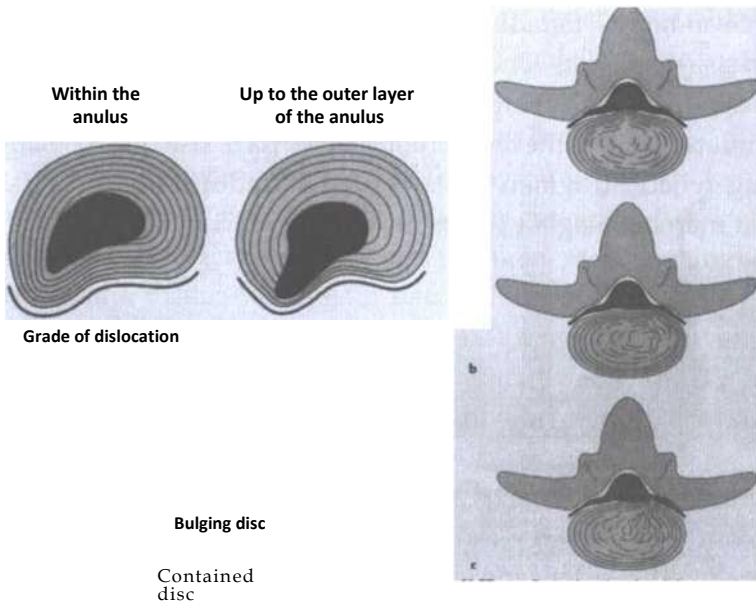 Within the
anulus
Up to the outer layer
of the anulus
Grade of dislocation
b
c
Bulging disc
Contained
disc